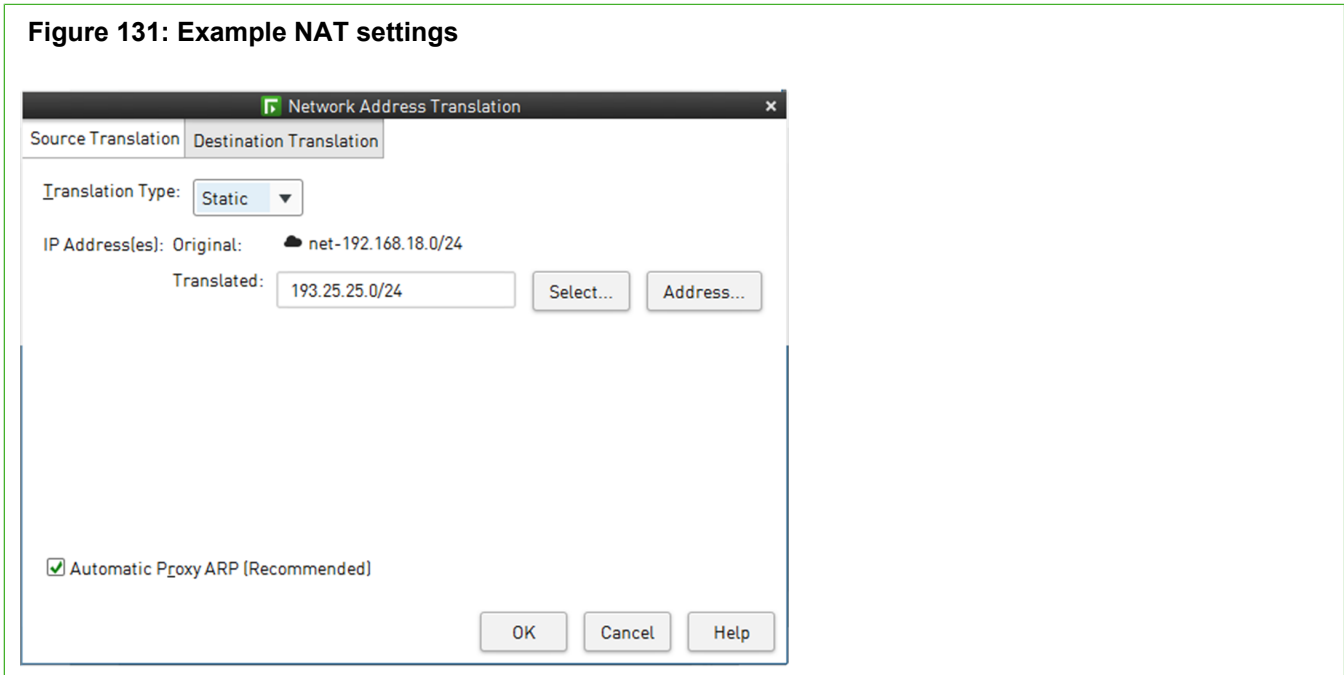 Figure 131: Example NAT settings
Network Address Translation
Source Translation Destination Translation
Translation Type: Static
IP Address(es): Original: net-192.168.18.0/24
Translated: 193.25.25.0/24 Select... Address...
Automatic Proxy ARP (Recommended)
OK Cancel Help